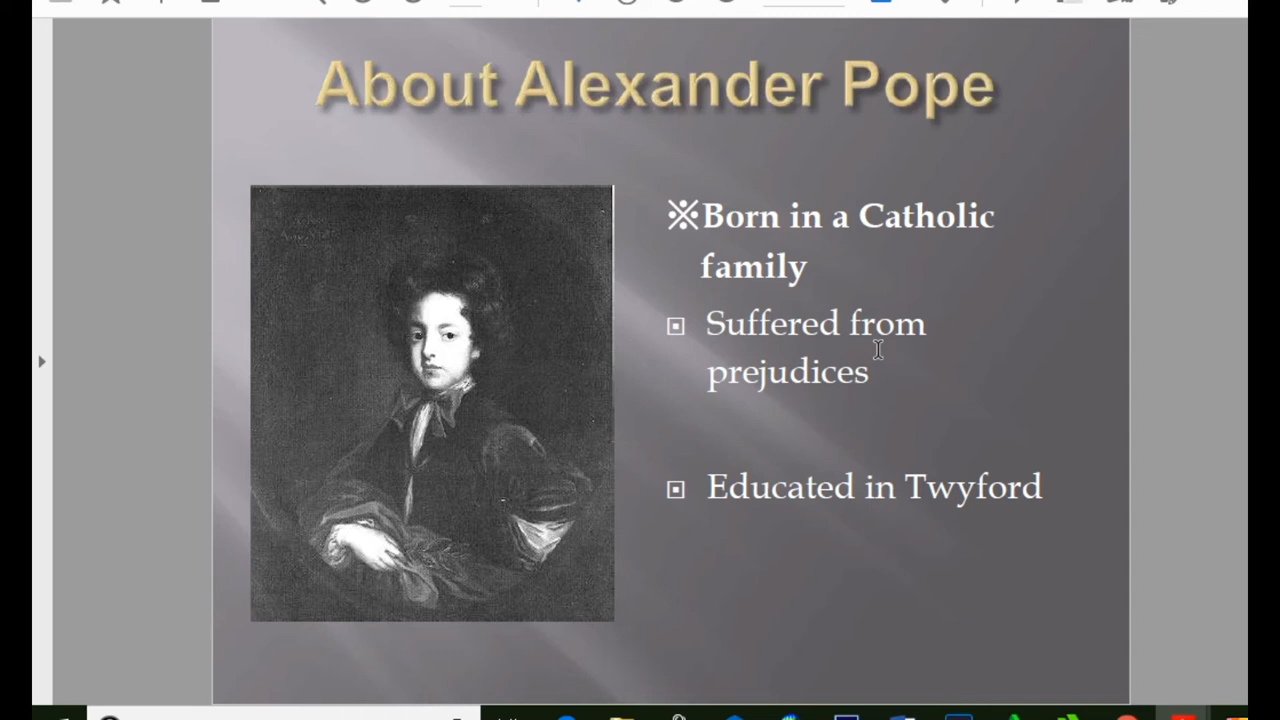 About Alexander Pope
※Born in a Catholic
family
Suffered from
prejudices
Educated in Twyford